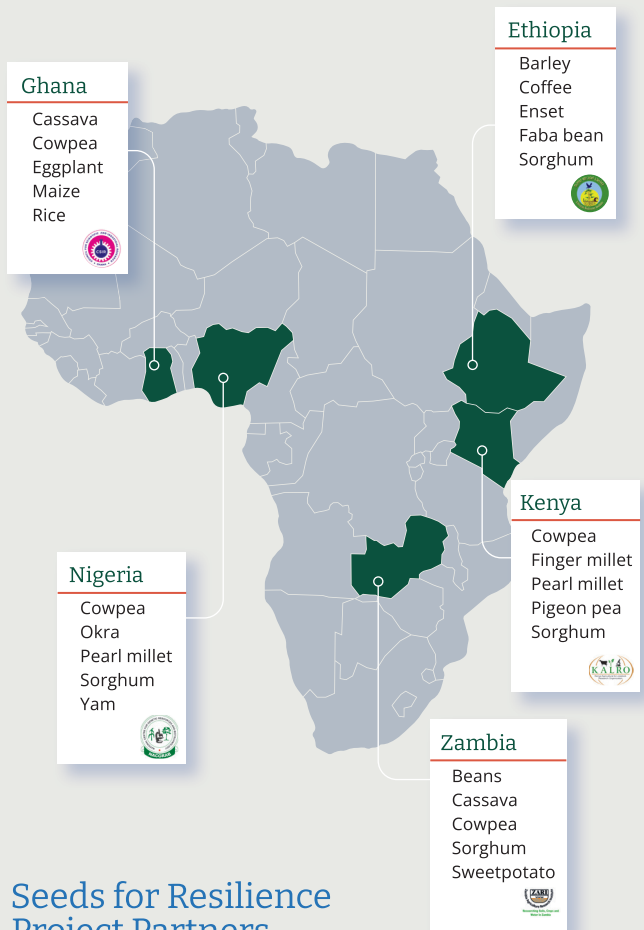 Ethiopia
Barley
Coffee
Enset
Faba bean
Sorghum
Ghana
Cassava
Cowpea
Eggplant
Maize
Rice
Kenya
Cowpea
Finger millet
Pearl millet
Pigeon pea
Sorghum
KALRO
Nigeria
Cowpea
Okra
Pearl millet
Sorghum
Yam
Zambia
Beans
Cassava
Cowpea
Sorghum
Sweetpotato
ZARI
Seeds for Resilience
Project Partners